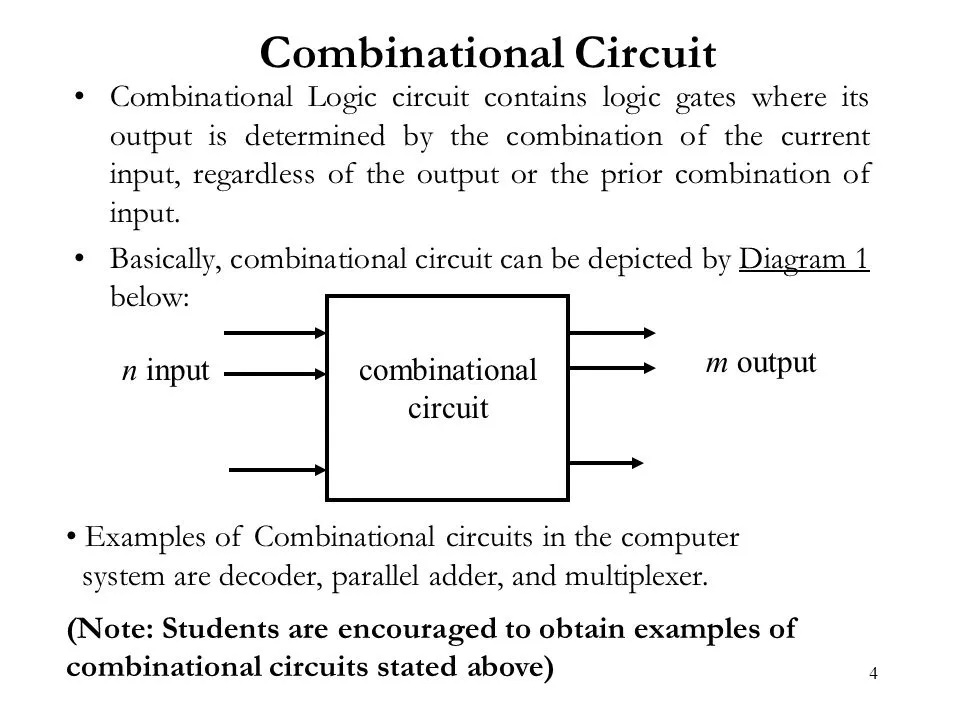 Combinational Circuit
• Combinational Logic circuit contains logic gates where its
output is determined by the combination of the current
input, regardless of the output or the prior combination of
input.
• Basically, combinational circuit can be depicted by Diagram 1
below:
n input
combinational
circuit
m output
• Examples of Combinational circuits in the computer
system are decoder, parallel adder, and multiplexer.
(Note: Students are encouraged to obtain examples of
combinational circuits stated above)
4